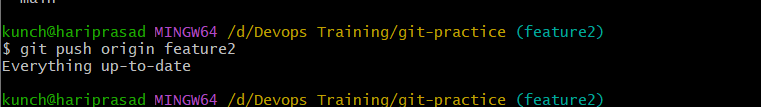 main
kunch@hariprasad MINGW64 /d/Devops Training/git-practice (feature2)
$ git push origin feature2
Everything up-to-date
kunch@hariprasad MINGW64 /d/Devops Training/git-practice (feature2)